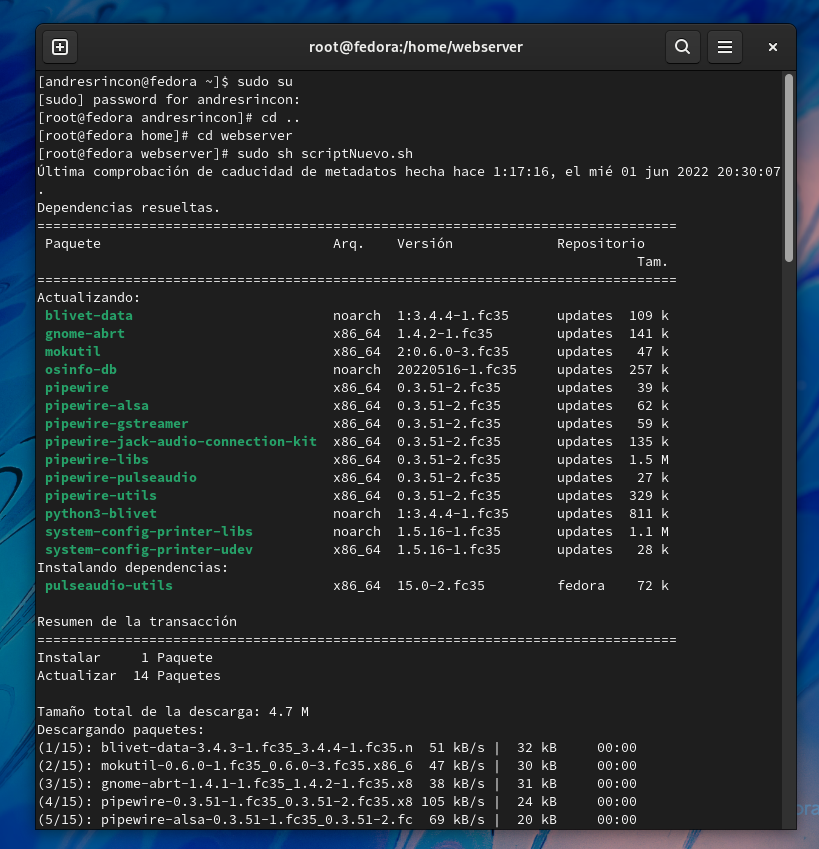 root@fedora:/home/webserver
[andresrincon@fedora ~]$ sudo su
[sudo] password for andresrincon:
[root@fedora andresrincon]# cd ..
[root@fedora home]# cd webserver
[root@fedora webserver]# sudo sh scriptNuevo.sh
Última comprobación de caducidad de metadatos hecha hace 1:17:16, el mié 01 jun 2022 20:30:07
.
Dependencias resueltas.
================================================================================
Paquete Arq. Versión Repositorio
Tam.
================================================================================
Actualizando:
blivet-data noarch 1:3.4.4-1.fc35 updates 109 k
gnome-abrt x86_64 1.4.2-1.fc35 updates 141 k
mokutil x86_64 2:0.6.0-3.fc35 updates 47 k
osinfo-db noarch 20220516-1.fc35 updates 257 k
pipewire x86_64 0.3.51-2.fc35 updates 39 k
pipewire-alsa x86_64 0.3.51-2.fc35 updates 62 k
pipewire-gstreamer x86_64 0.3.51-2.fc35 updates 59 k
pipewire-jack-audio-connection-kit x86_64 0.3.51-2.fc35 updates 135 k
pipewire-libs x86_64 0.3.51-2.fc35 updates 1.5 M
pipewire-pulseaudio x86_64 0.3.51-2.fc35 updates 27 k
pipewire-utils x86_64 0.3.51-2.fc35 updates 329 k
python3-blivet noarch 1:3.4.4-1.fc35 updates 811 k
system-config-printer-libs noarch 1.5.16-1.fc35 updates 1.1 M
system-config-printer-udev x86_64 1.5.16-1.fc35 updates 28 k
Instalando dependencias:
pulseaudio-utils x86_64 15.0-2.fc35 fedora 72 k
Resumen de la transacción
================================================================================
Instalar 1 Paquete
Actualizar 14 Paquetes
Tamaño total de la descarga: 4.7 M
Descargando paquetes:
(1/15): blivet-data-3.4.3-1.fc35_3.4.4-1.fc35.n 51 kB/s | 32 kB 00:00
(2/15): mokutil-0.6.0-1.fc35_0.6.0-3.fc35.x86_6 47 kB/s | 30 kB 00:00
(3/15): gnome-abrt-1.4.1-1.fc35_1.4.2-1.fc35.x8 38 kB/s | 31 kB 00:00
(4/15): pipewire-0.3.51-1.fc35_0.3.51-2.fc35.x8 105 kB/s | 24 kB 00:00
(5/15): pipewire-alsa-0.3.51-1.fc35_0.3.51-2.fc 69 kB/s | 20 kB 00:00